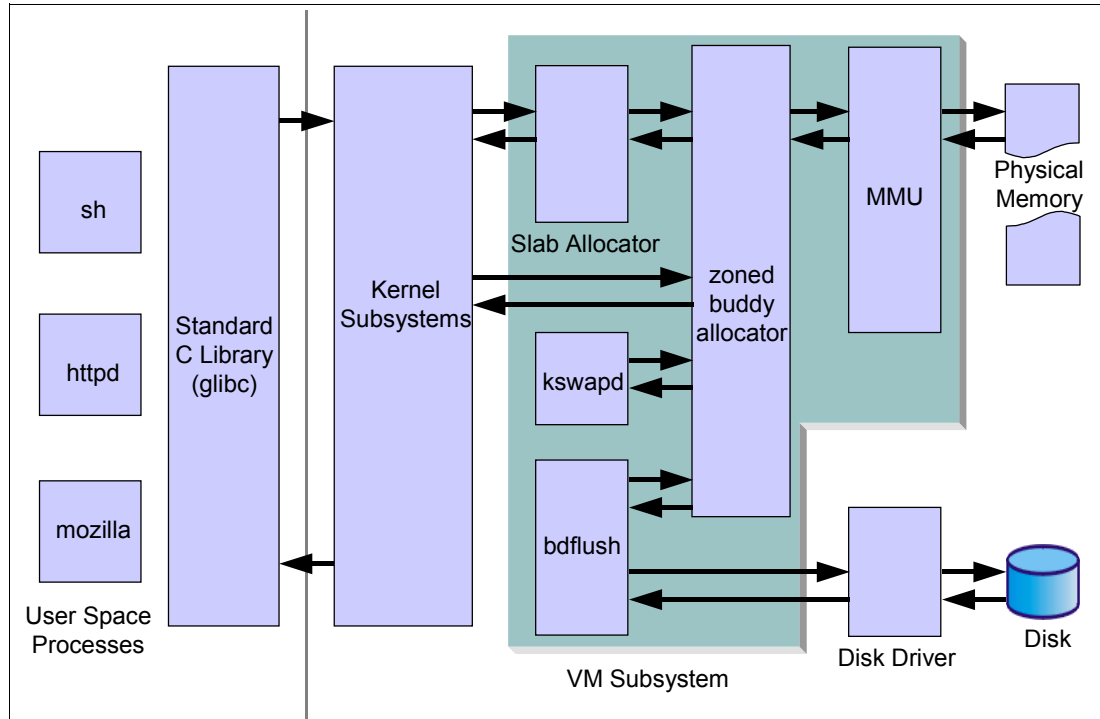 sh
httpd
mozilla
User Space
Processes
Standard
C Library
(glibc)
Kernel
Subsystems
Slab Allocator
kswapd
bdflush
zoned
buddy
allocator
MMU
Physical
Memory
VM Subsystem
Disk Driver
Disk